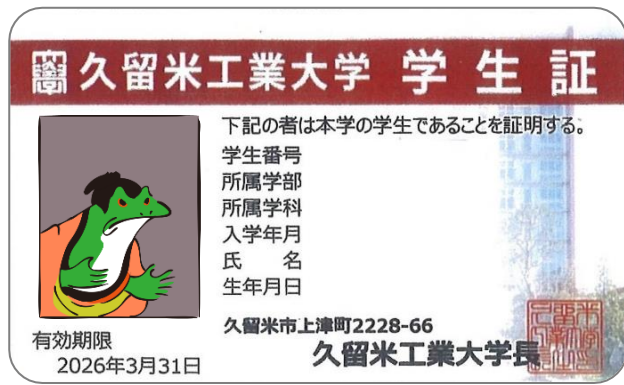 久留米工業大学 学生証
下記の者は本学の学生であることを証明する。
学生番号
所属学部
所属学科
入学年月
氏　　名
生年月日
久留米市上津町2228-66
久留米工業大学長
有効期限
2026年3月31日